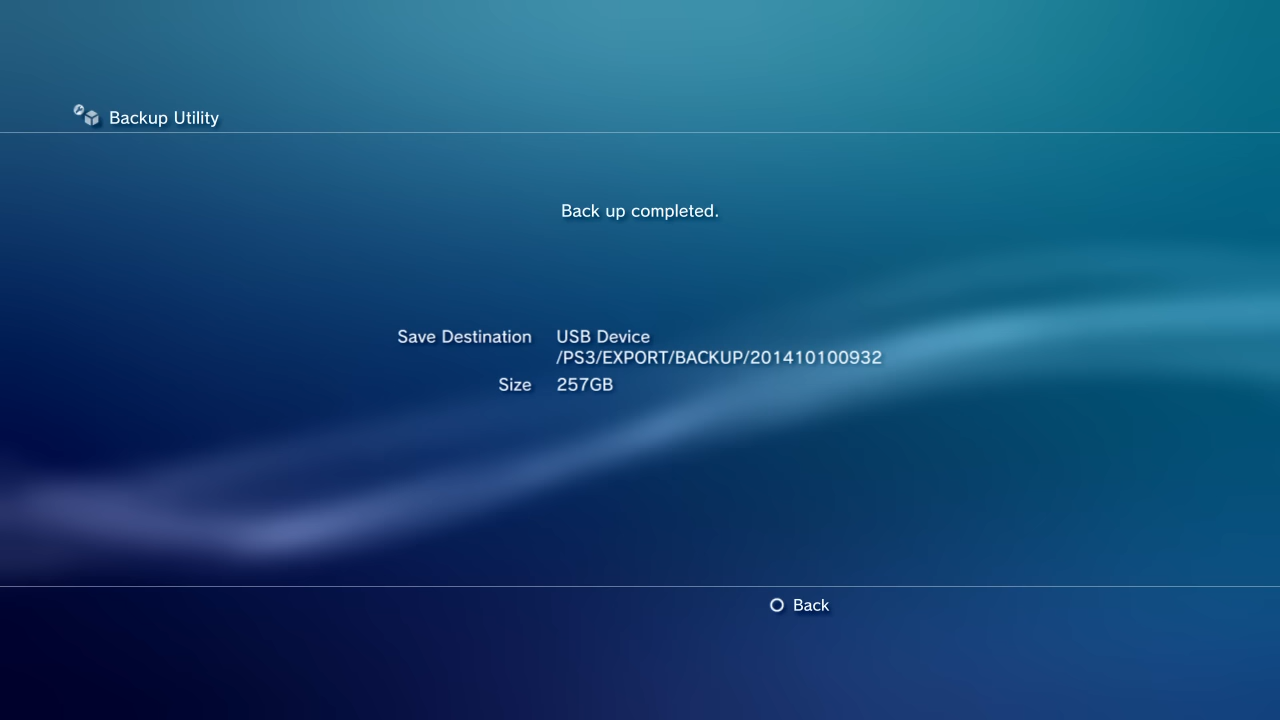 Backup Utility
Back up completed.
Save Destination USB Device
/PS3/EXPORT/BACKUP/201410100932
Size 257GB
Back